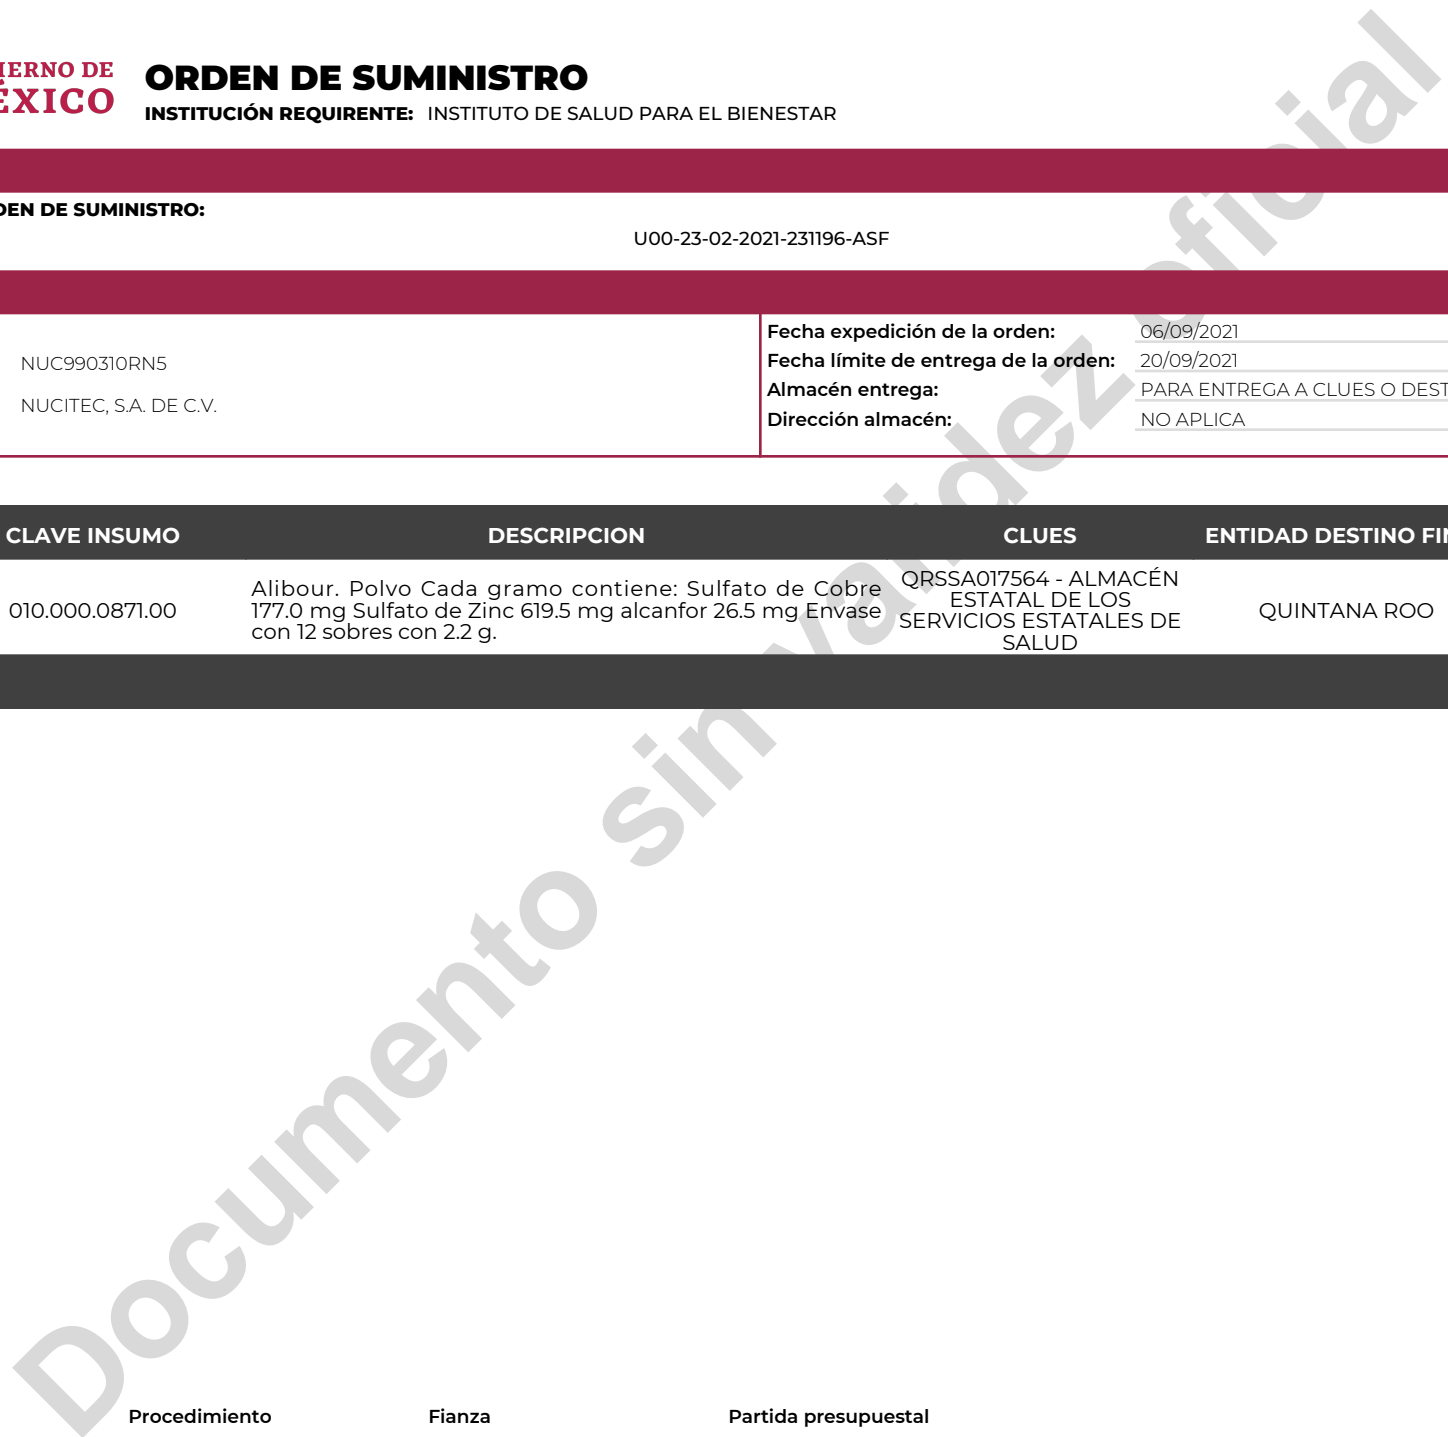 IERNO DE
ÉXICO
ORDEN DE SUMINISTRO
INSTITUCIÓN REQUIRENTE: INSTITUTO DE SALUD PARA EL BIENESTAR
DEN DE SUMINISTRO:
U00-23-02-2021-231196-ASF
NUC990310RN5
NUCITEC, S.A. DE C.V.
Fecha expedición de la orden: 06/09/2021
Fecha límite de entrega de la orden: 20/09/2021
Almacén entrega: PARA ENTREGA A CLUES O DEST
Dirección almacén: NO APLICA
CLAVE INSUMO DESCRIPCION CLUES ENTIDAD DESTINO FIN
010.000.0871.00
Alibour. Polvo Cada gramo contiene: Sulfato de Cobre
177.0 mg Sulfato de Zinc 619.5 mg alcanfor 26.5 mg Envase
con 12 sobres con 2.2 g.
QRSSA017564 - ALMACÉN
ESTATAL DE LOS
SERVICIOS ESTATALES DE
SALUD
QUINTANA ROO
Documento sin validez oficial
Procedimiento Fianza Partida presupuestal